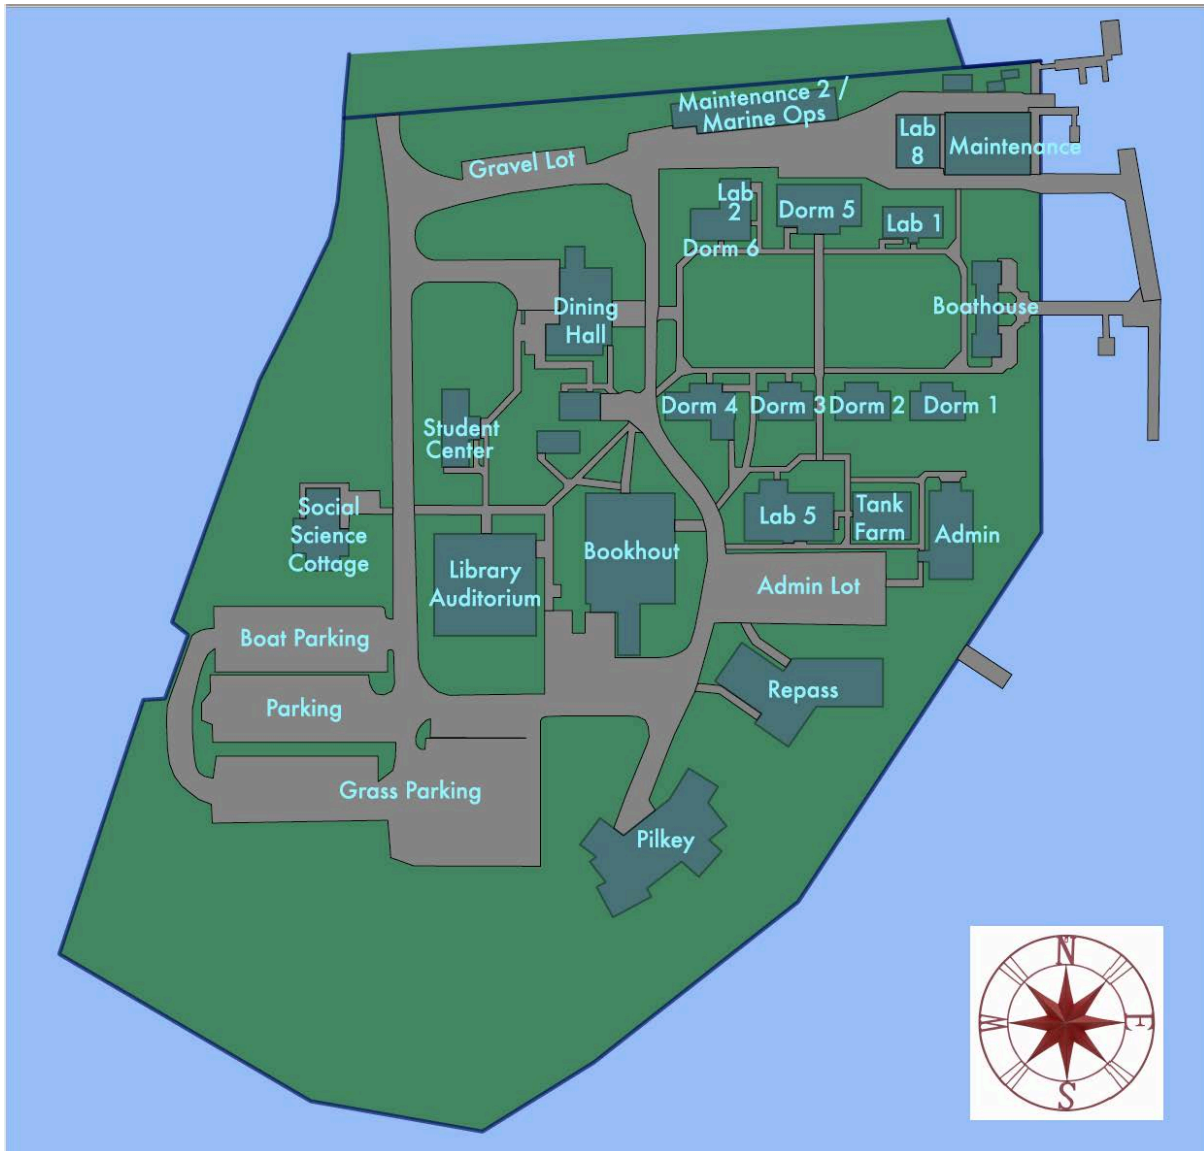 Maintenance 2 /
Marine Ops
Lab
8
Maintenance
Gravel Lot
Lab
2
Dorm 5
Lab 1
Dorm 6
Dining
Hall
Boathouse
Dorm 4
Dorm 3
Dorm 2
Dorm 1
Student
Center
Social
Science
Cottage
Library
Auditorium
Bookhout
Lab 5
Tank
Farm
Admin
Admin Lot
Boat Parking
Parking
Repass
Grass Parking
Pilkey
N
W
E
S